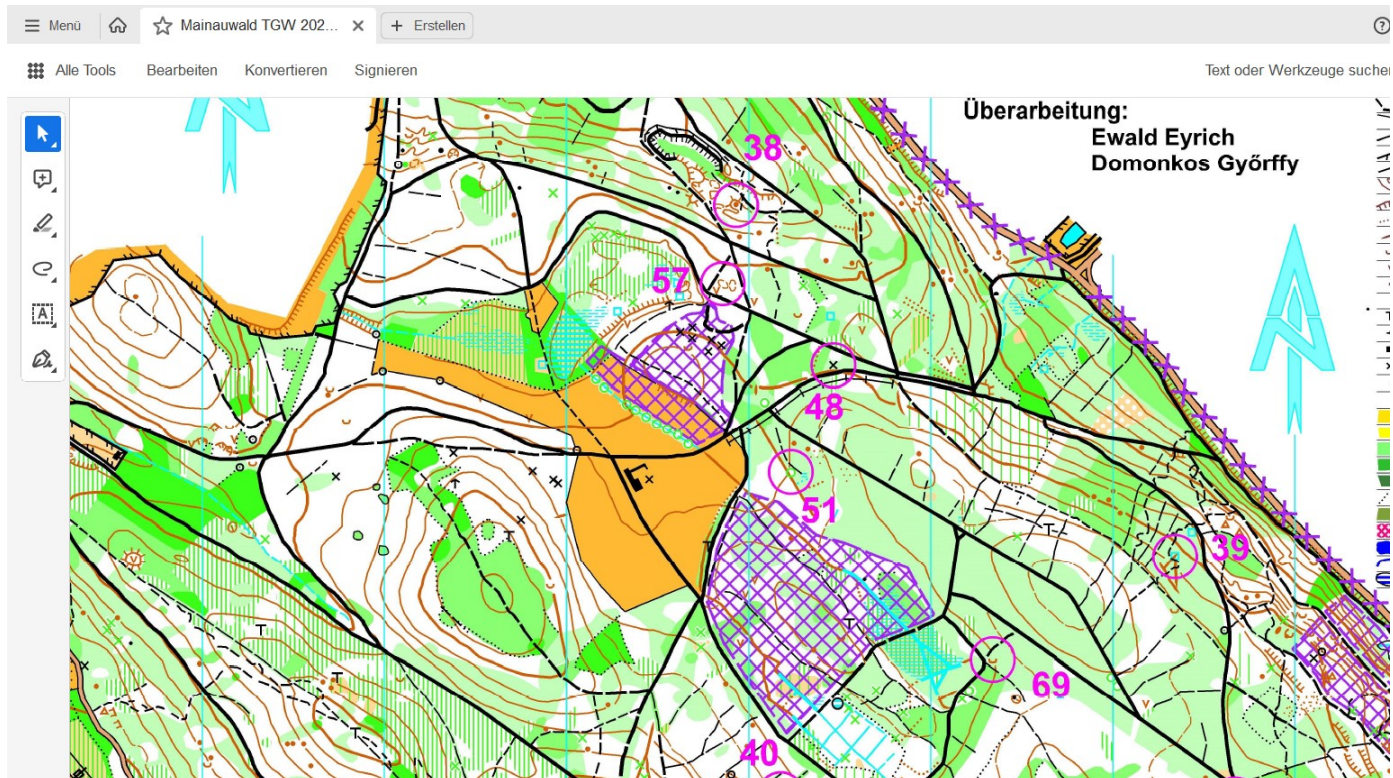 Menü
Mainauwald TGW 202...
Erstellen
Alle Tools
Bearbeiten
Konvertieren
Signieren
Text oder Werkzeuge suchen
Überarbeitung:
Ewald Eyrich
Domonkos Győrffy
38
57
48
51
39
69
40